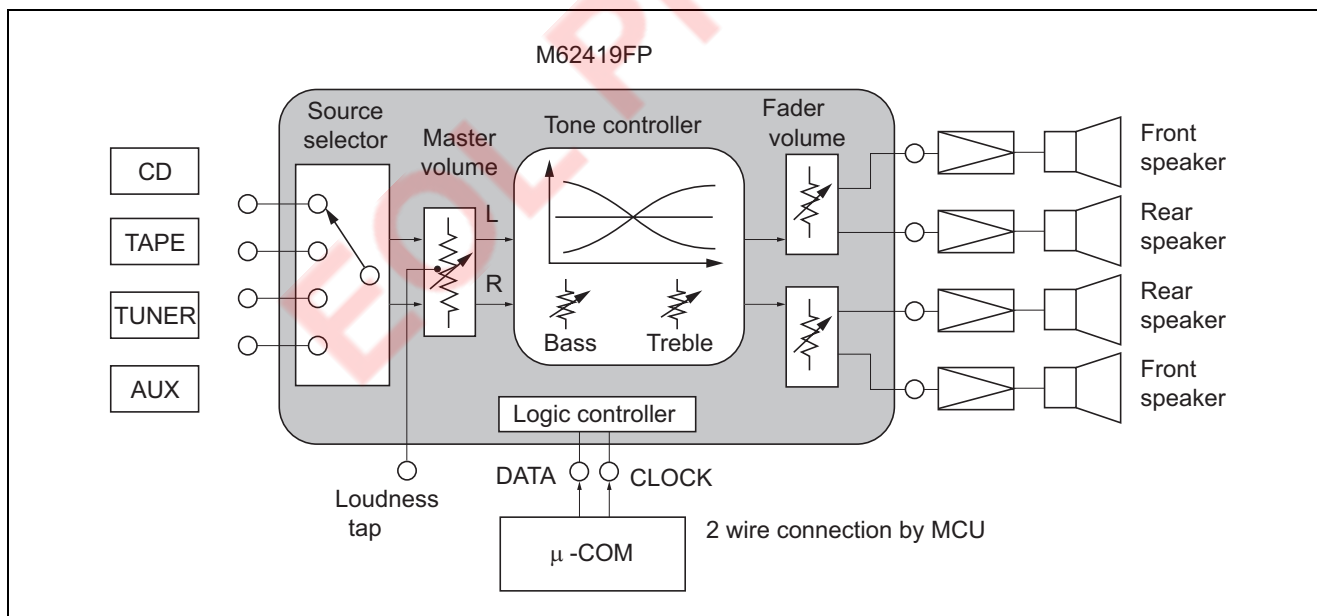 M62419FP
Source
selector
Master
volume
Tone controller
Fader
volume
CD
TAPE
TUNER
AUX
L
R
Bass
Treble
Front
speaker
Rear
speaker
Rear
speaker
Front
speaker
Logic controller
DATA
CLOCK
Loudness
tap
μ -COM
2 wire connection by MCU
EOL P